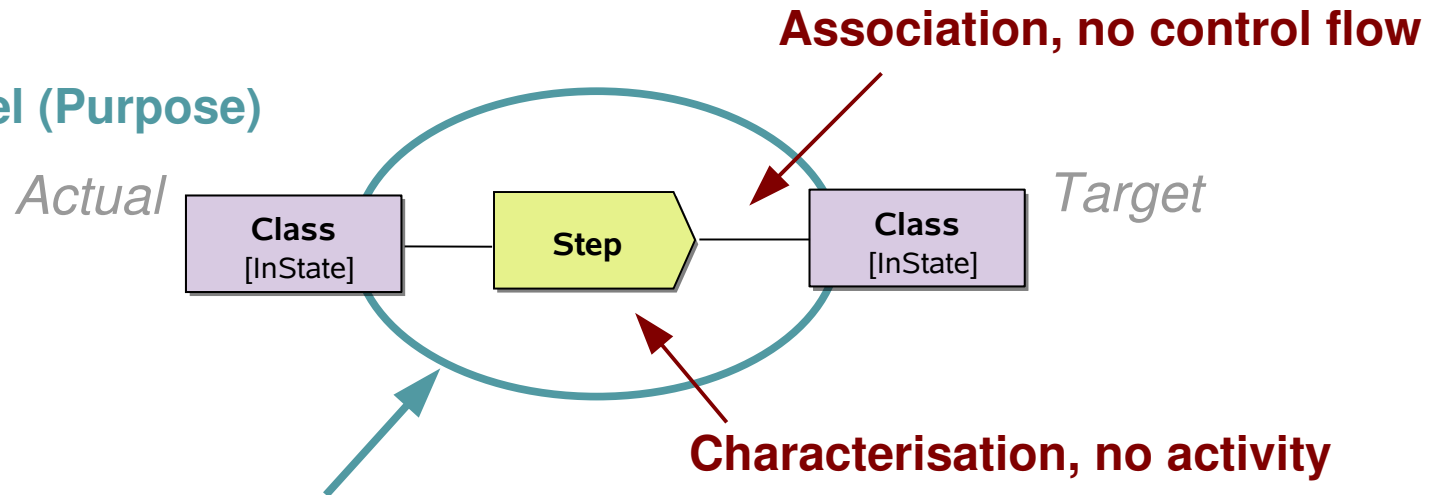 Association, no control flow
el (Purpose)
Actual
Class
[InState]
Step
Class
[InState]
Target
Characterisation, no activity